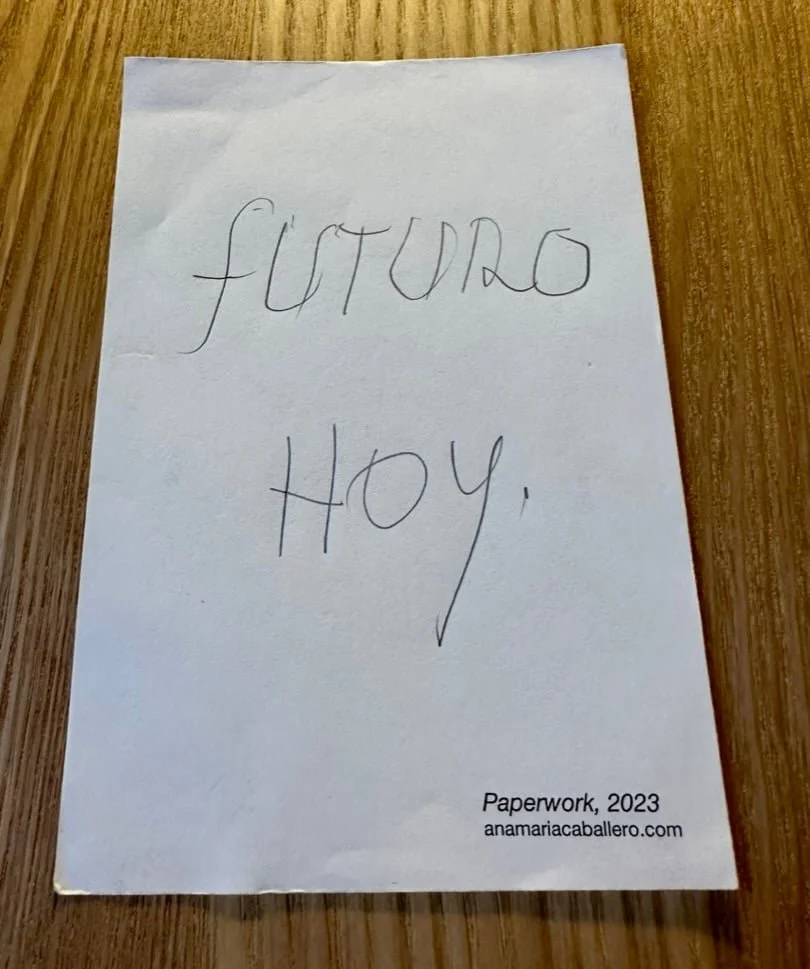 fUTURO
HOY.
Paperwork, 2023
anamariacaballero.com